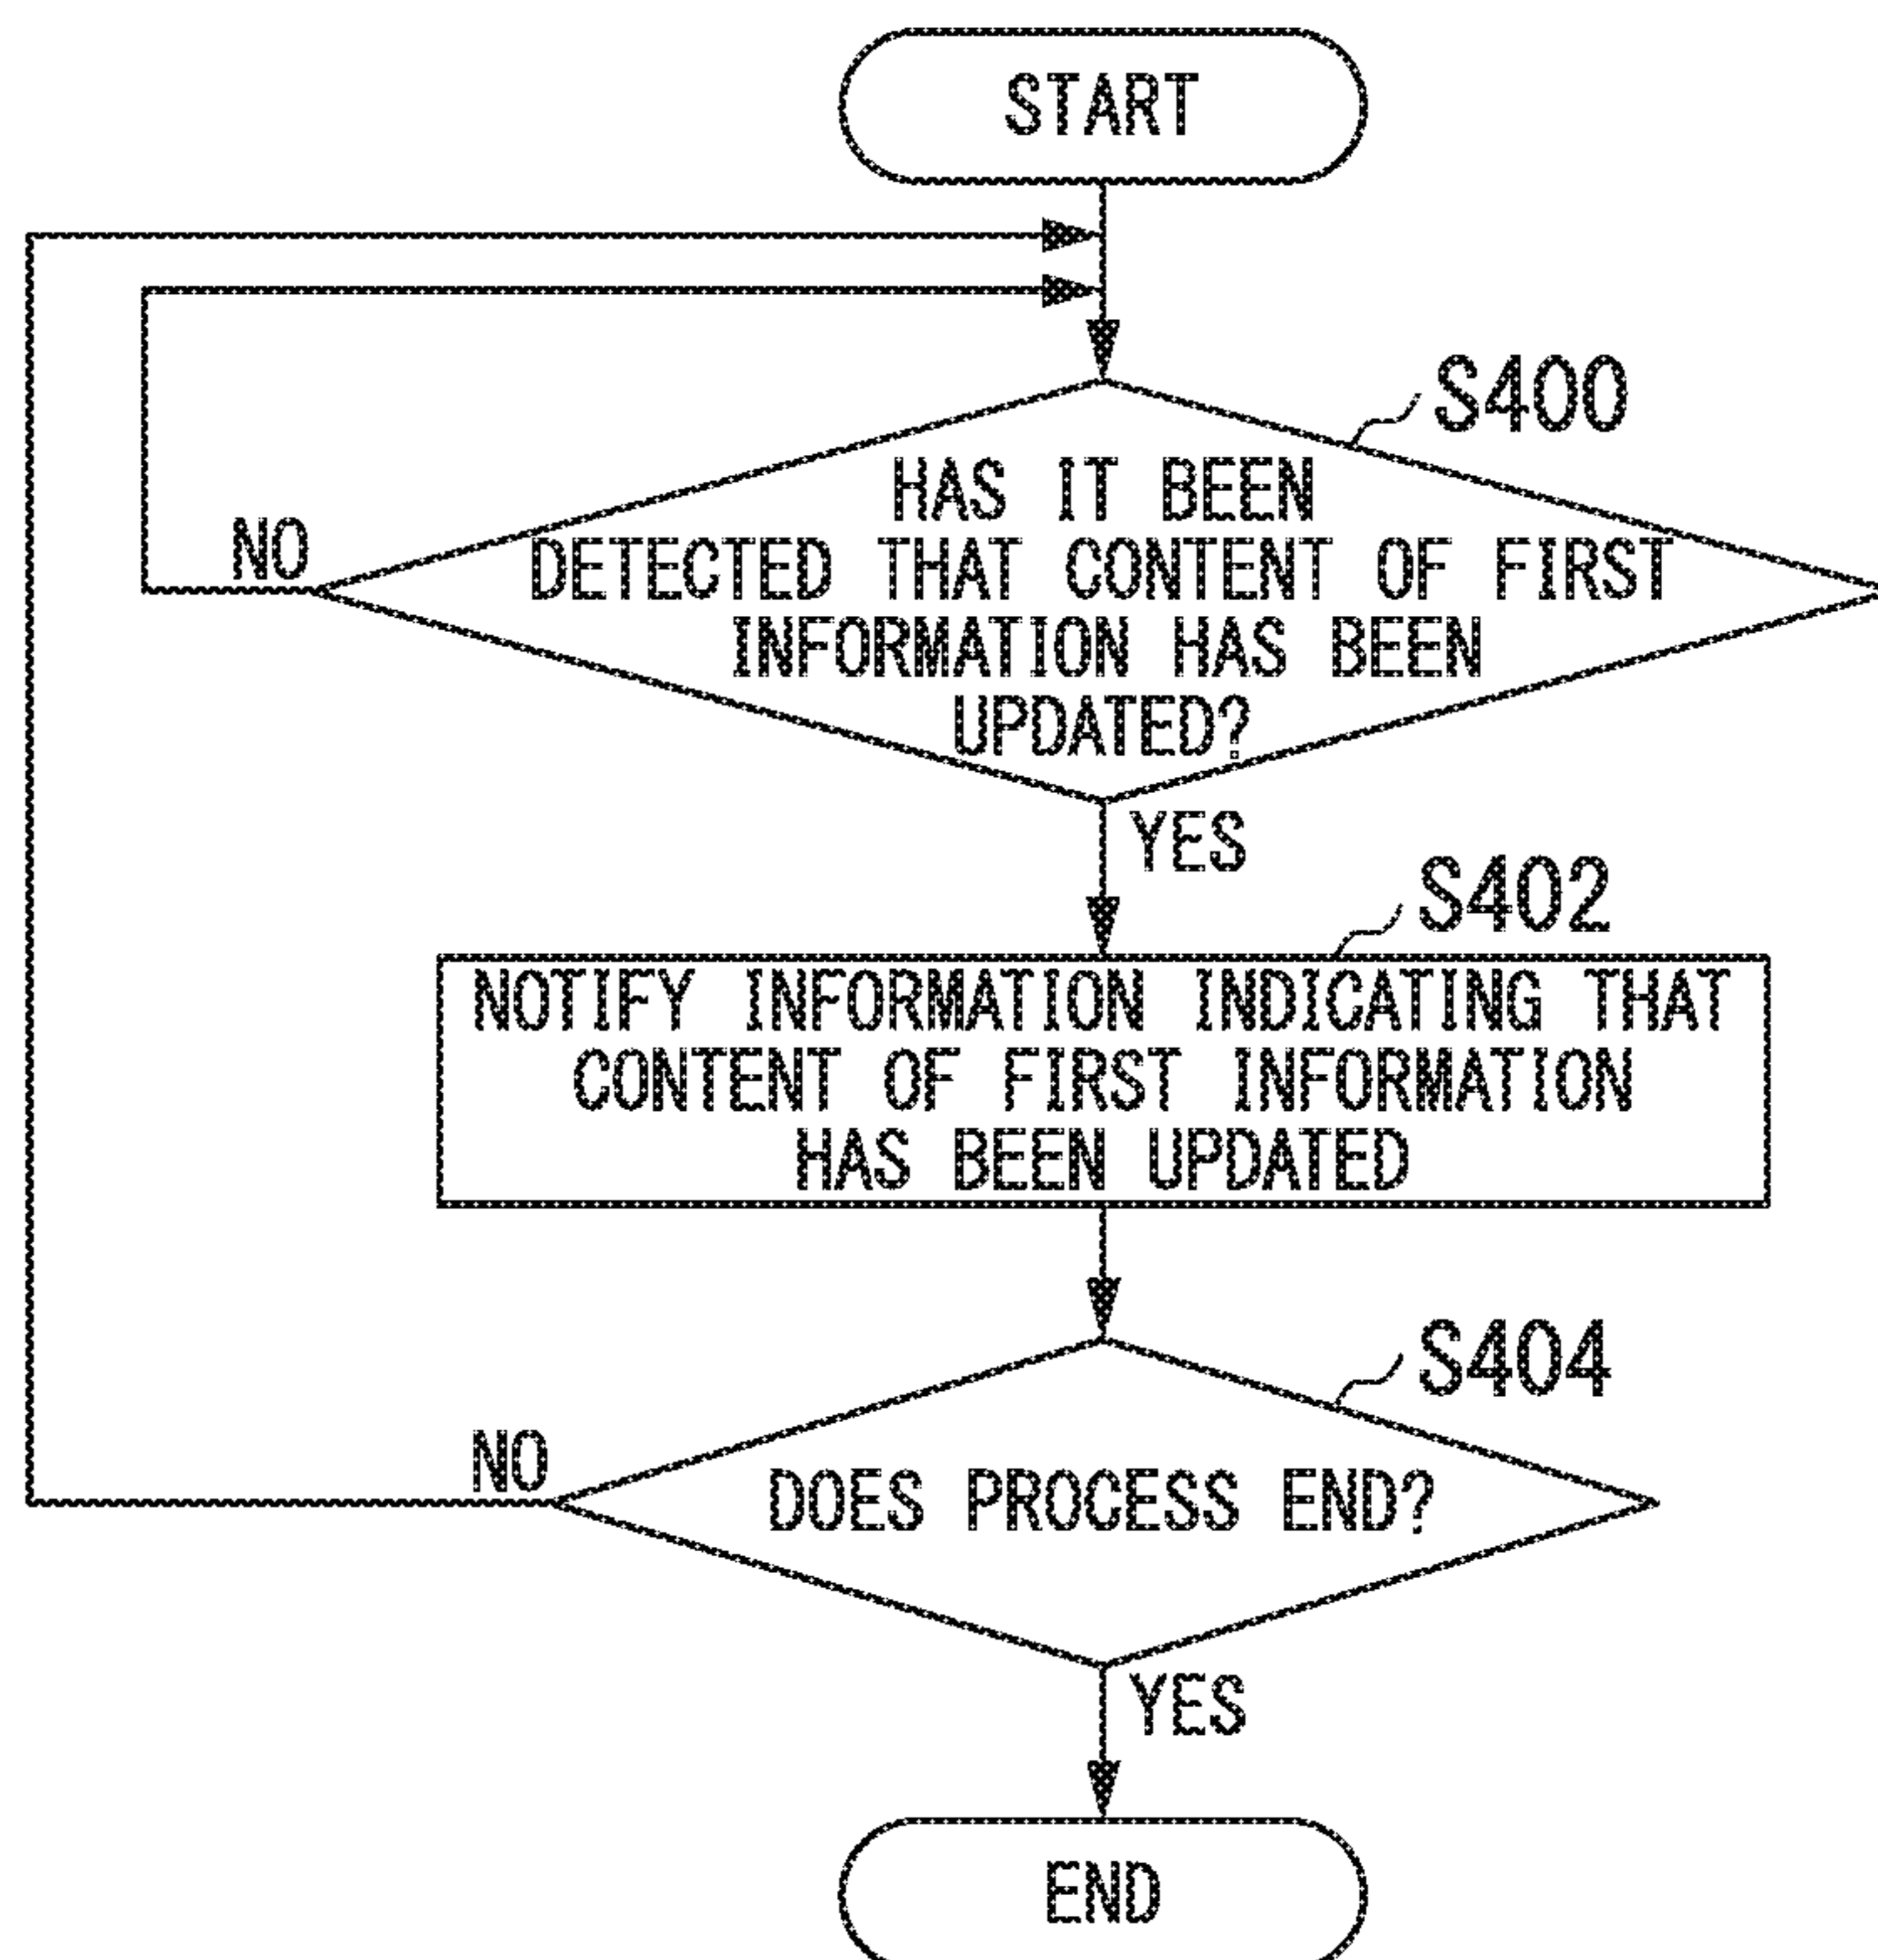 START
S400
HAS IT BEEN
DETECTED THAT CONTENT OF FIRST
INFORMATION HAS BEEN
UPDATED?
NO
YES
S402
NOTIFY INFORMATION INDICATING THAT
CONTENT OF FIRST INFORMATION
HAS BEEN UPDATED
S404
DOES PROCESS END?
NO
YES
END